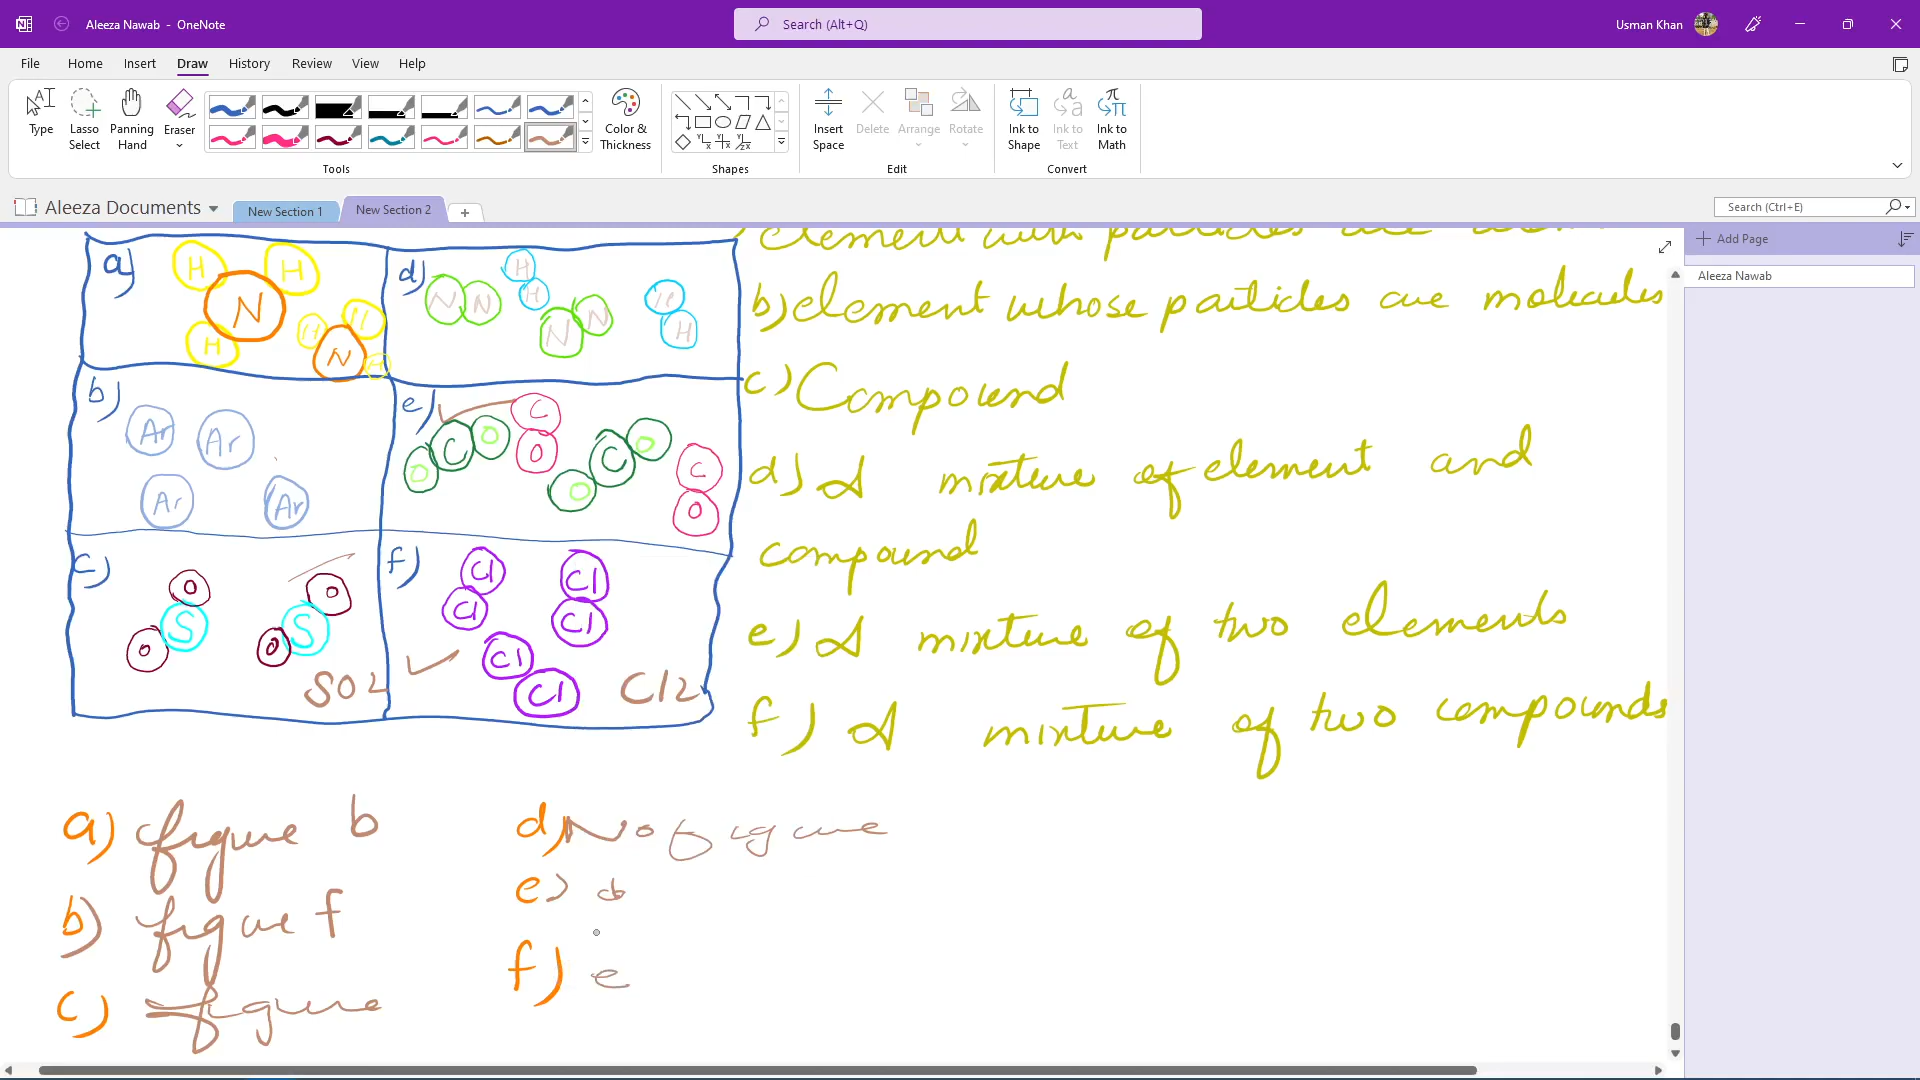 Aleeza Nawab - OneNote
Search (Alt+Q)
Usman Khan
File Home Insert Draw History Review View Help
Type
Lasso Select
Panning Hand
Eraser
Color & Thickness
Insert Space
Delete
Arrange
Rotate
Ink to Shape
Ink to Text
Ink to Math
Tools Shapes Edit Convert
Aleeza Documents
New Section 1
New Section 2
Search (Ctrl+E)
Add Page
Aleeza Nawab
a) H H N H H H N H
d) N N H H N N H H
b) Ar Ar Ar Ar
e) O C O C O O C O C O
c) O S O O S O SO2
f) Cl Cl Cl Cl Cl Cl Cl2
element with particles are
b) element whose particles are molecules
c) Compound
d) A mixture of element and
compound
e) A mixture of two elements
f) A mixture of two compounds
a) figure b
b) figure f
c) figure
d) No figure
e) d
f) e